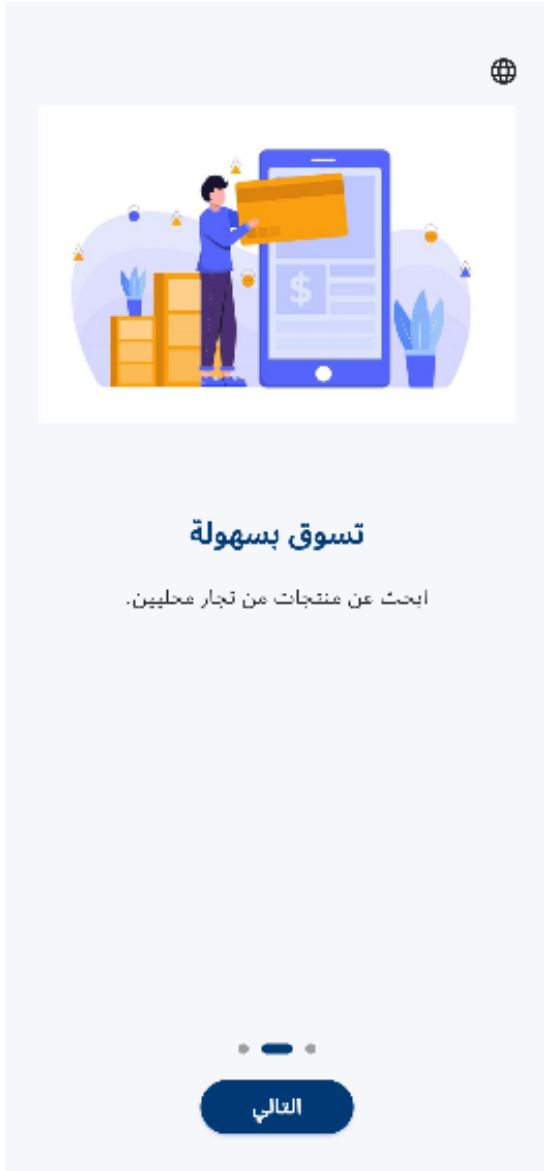 $
تسوق بسهولة
ابحث عن منتجات من تجار محليين.
التالي